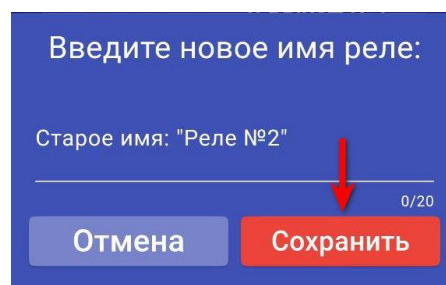 Введите новое имя реле:
Старое имя: "Реле №2"
0/20
Отмена
Сохранить